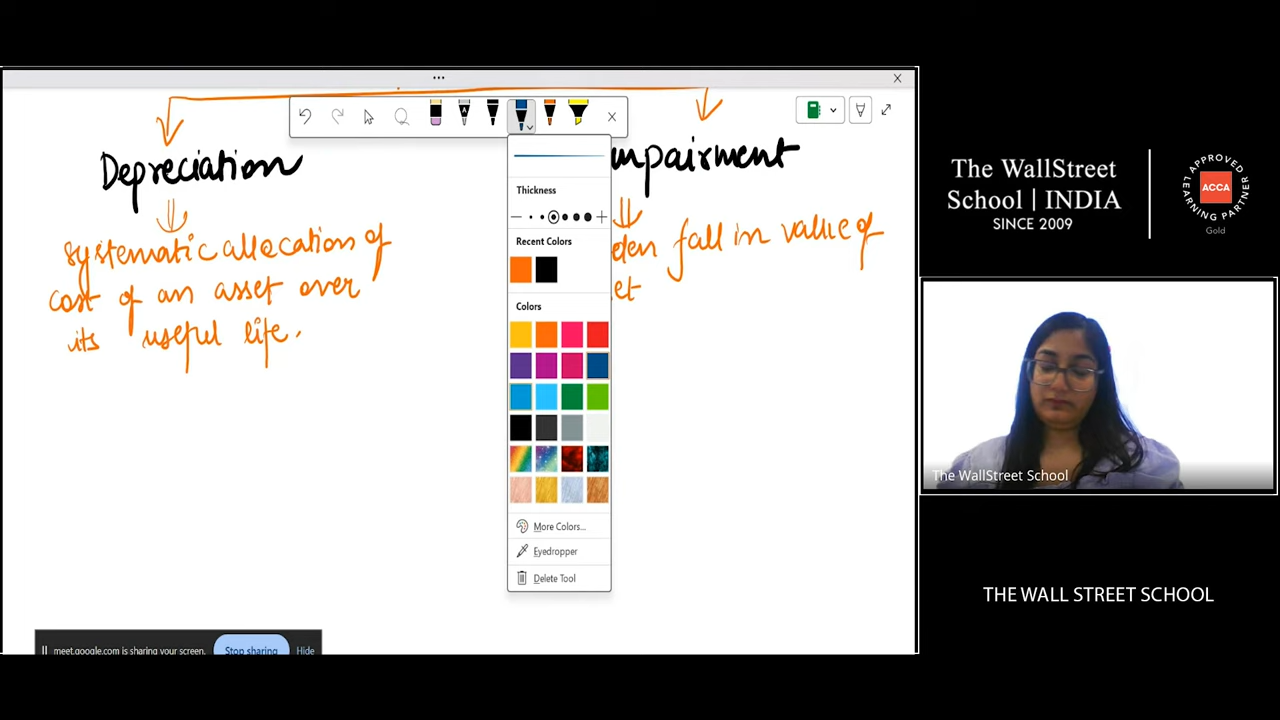 Depreciation
mpairment
systematic allocation of
cost of an asset over
its useful life.
den fall in value of
et
Thickness
Recent Colors
Colors
More Colors...
Eyedropper
Delete Tool
meet.google.com is sharing your screen.
Stop sharing
Hide
The WallStreet
School | INDIA
SINCE 2009
APPROVED
LEARNING PARTNER
ACCA
Gold
The WallStreet School
THE WALL STREET SCHOOL